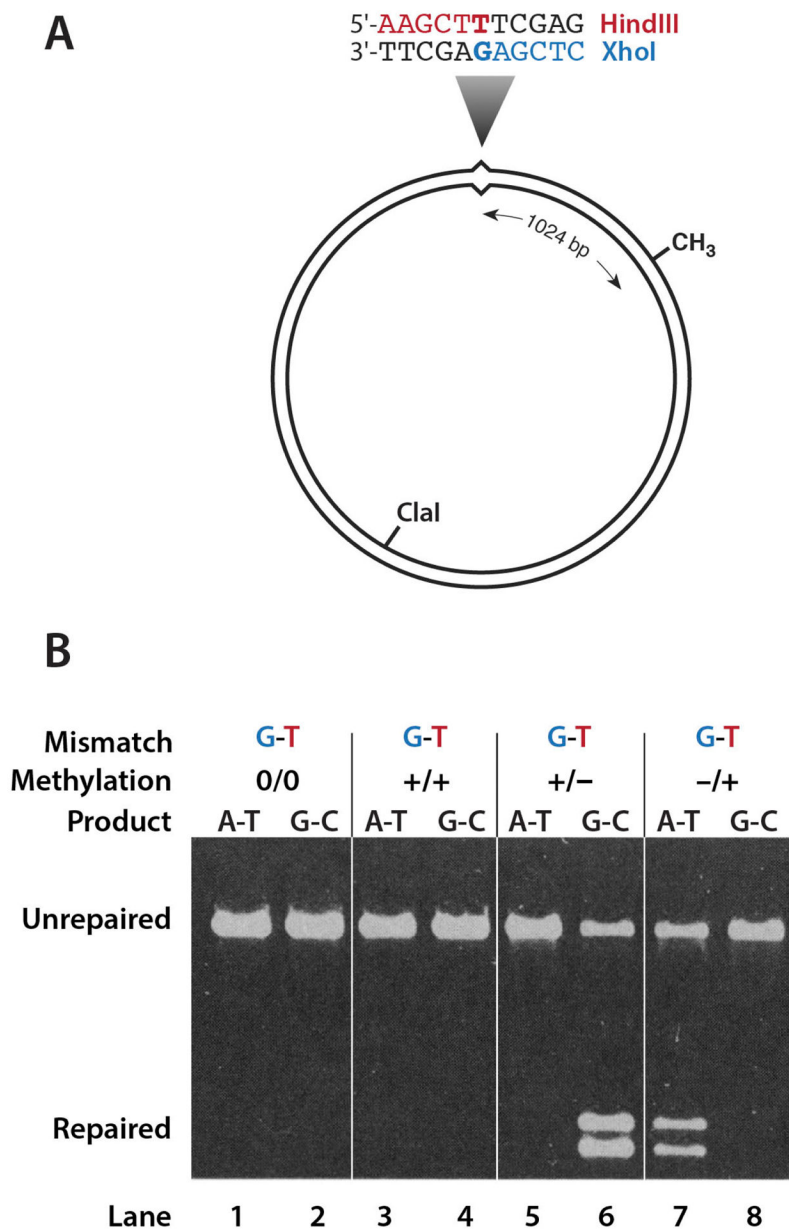 A
5'-AAGCTTTCGAG HindIII
3'-TTCGAGAGCTC XhoI
1024 bp
CH₃
ClaI
B
Mismatch G-T G-T G-T G-T
Methylation 0/0 +/+ +/− −/+
Product A-T G-C A-T G-C A-T G-C A-T G-C
Unrepaired
Repaired
Lane 1 2 3 4 5 6 7 8